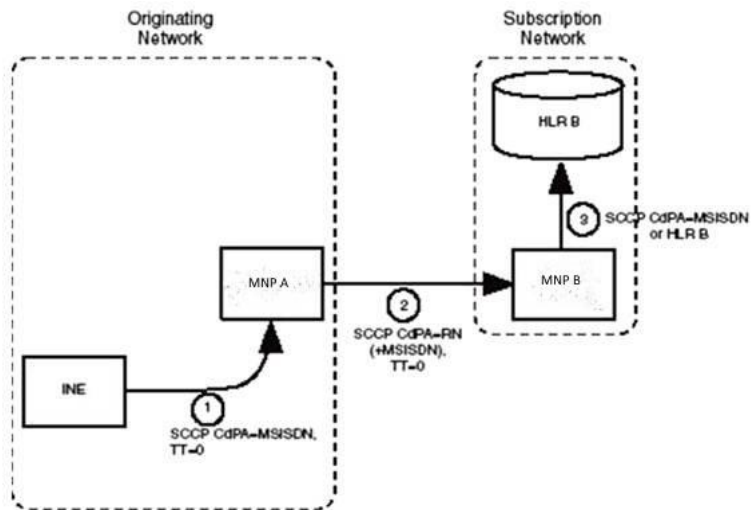 Originating
Network
Subscription
Network
HLR B
3
SCCP CdPA=MSISDN
or HLR B
MNP A
MNP B
2
SCCP CdPA=RN
(+MSISDN),
TT=0
INE
1
SCCP CdPA=MSISDN,
TT=0